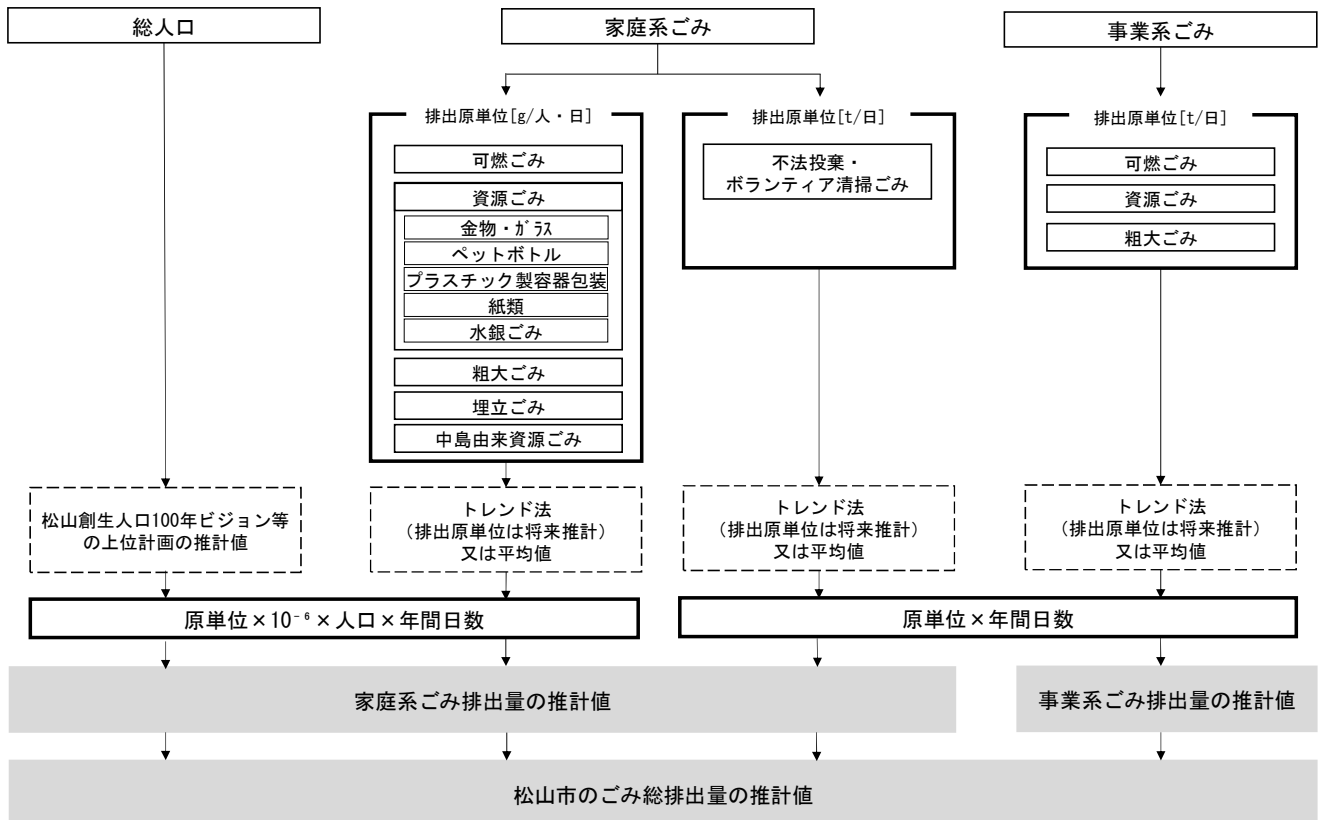 総人口
家庭系ごみ
事業系ごみ
排出原単位[g/人・日]
可燃ごみ
資源ごみ
金物・ガラス
ペットボトル
プラスチック製容器包装
紙類
水銀ごみ
粗大ごみ
埋立ごみ
中島由来資源ごみ
排出原単位[t/日]
不法投棄・
ボランティア清掃ごみ
排出原単位[t/日]
可燃ごみ
資源ごみ
粗大ごみ
松山創生人口100年ビジョン等
の上位計画の推計値
トレンド法
(排出原単位は将来推計)
又は平均値
トレンド法
(排出原単位は将来推計)
又は平均値
トレンド法
(排出原単位は将来推計)
又は平均値
原単位×10⁻⁶×人口×年間日数
原単位×年間日数
家庭系ごみ排出量の推計値
事業系ごみ排出量の推計値
松山市のごみ総排出量の推計値